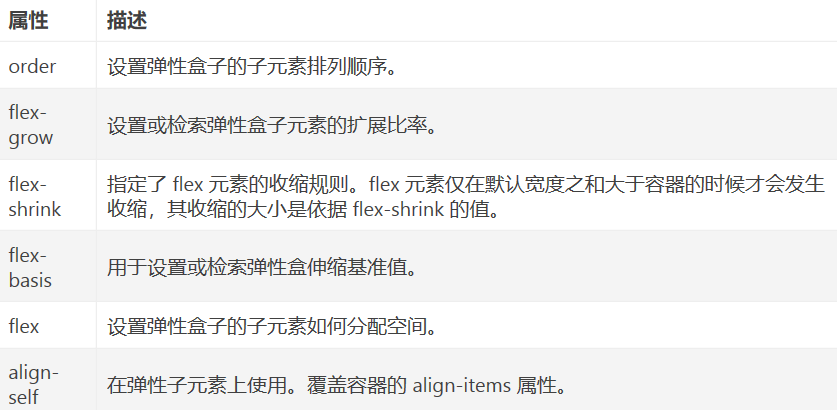 属性 描述
order 设置弹性盒子的子元素排列顺序。
flex-
grow
设置或检索弹性盒子元素的扩展比率。
flex-
shrink
指定了 flex 元素的收缩规则。flex 元素仅在默认宽度之和大于容器的时候才会发生
收缩，其收缩的大小是依据 flex-shrink 的值。
flex-
basis
用于设置或检索弹性盒伸缩基准值。
flex 设置弹性盒子的子元素如何分配空间。
align-
self
在弹性子元素上使用。覆盖容器的 align-items 属性。